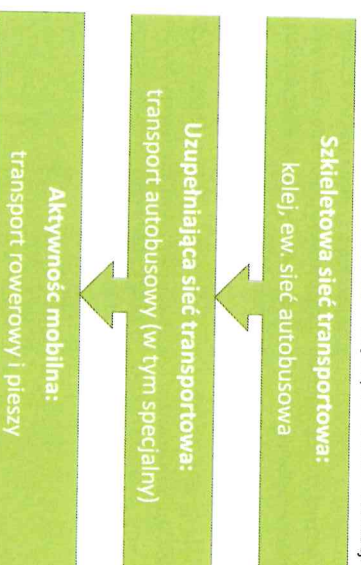 Szkieletowa sieć transportowa:
kolej, ew. sieć autobusowa
Uzupełniająca sieć transportowa:
transport autobusowy (w tym specjalny)
Aktywność mobilna:
transport rowerowy i pieszy